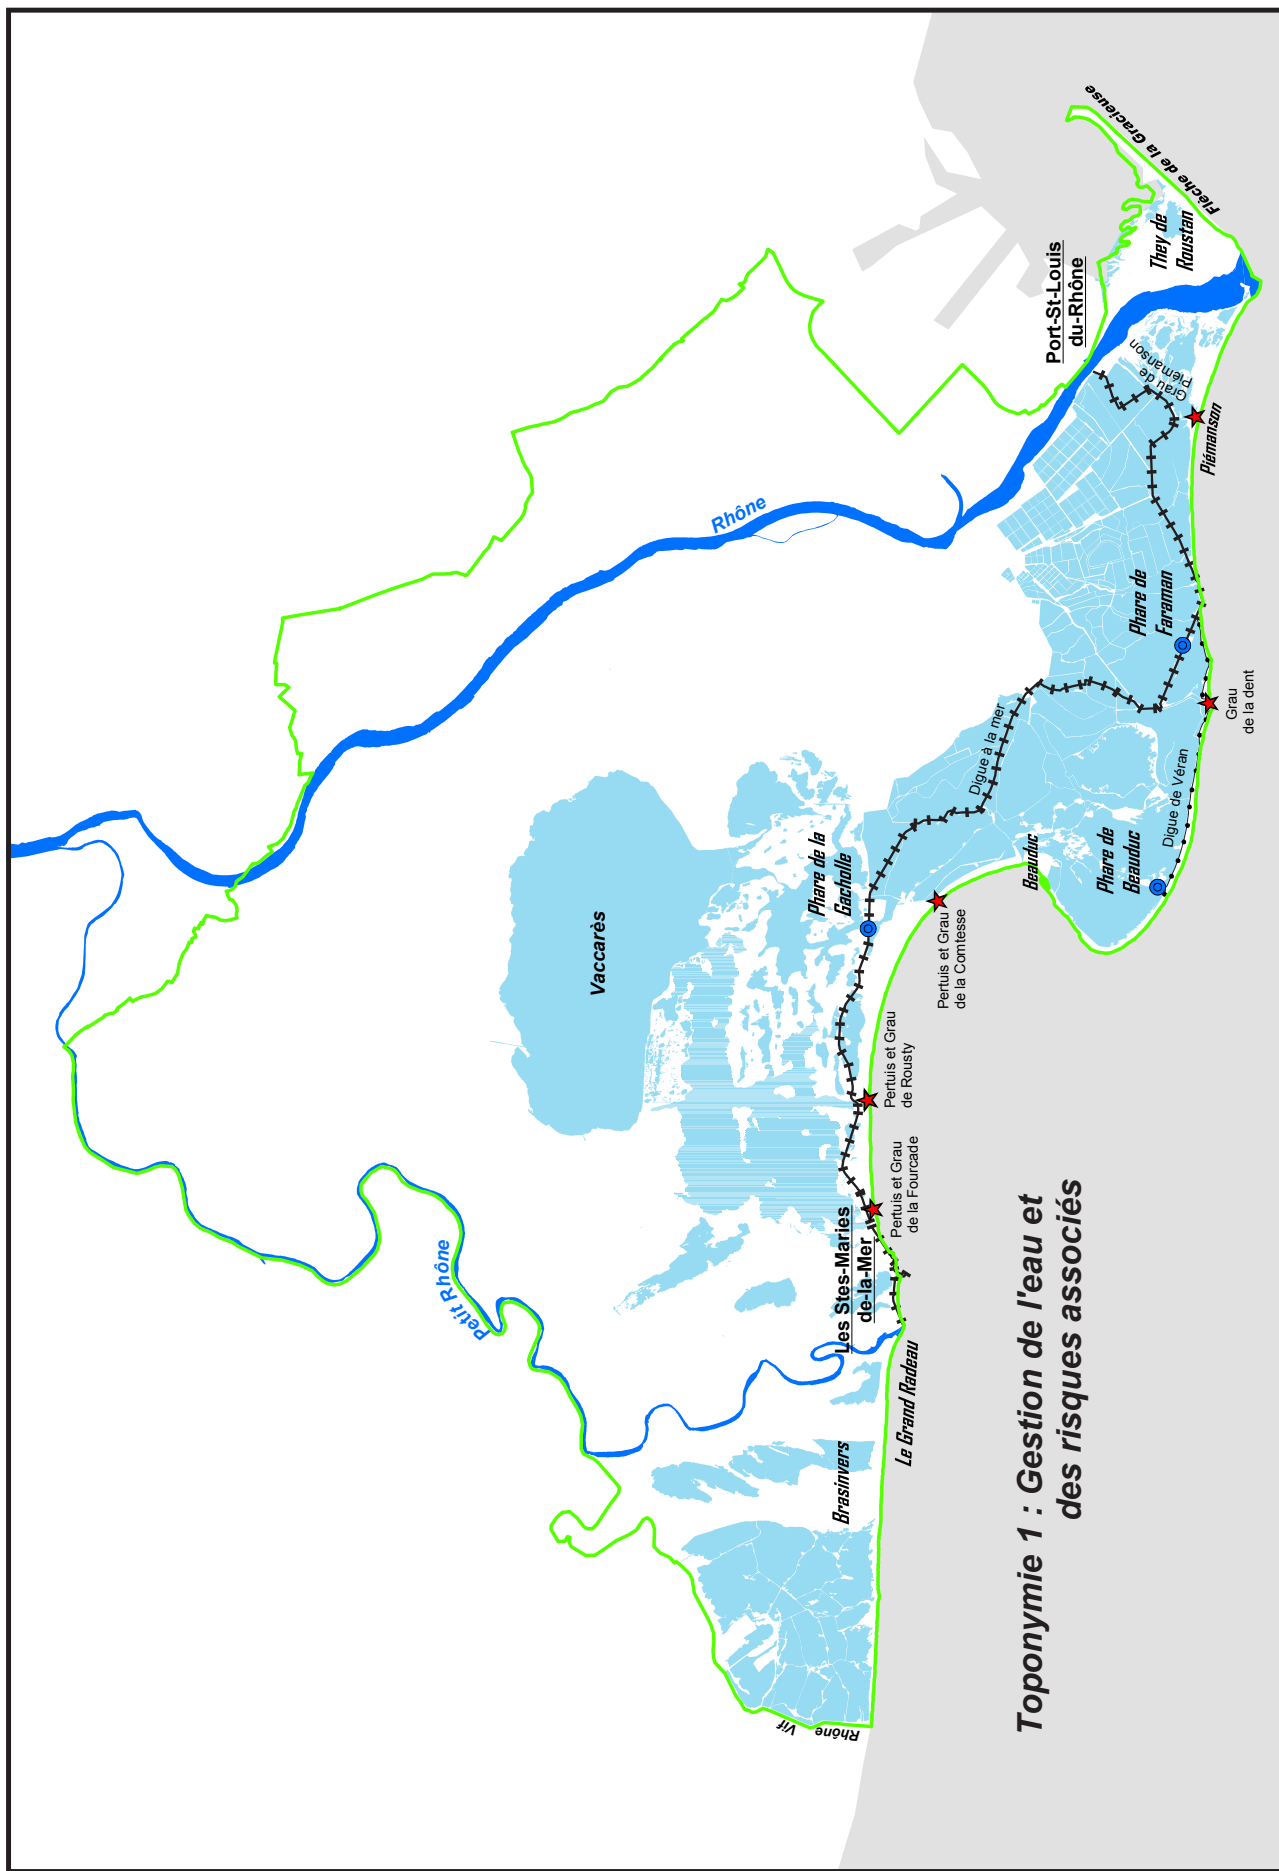 Toponymie 1 : Gestion de l'eau et
des risques associés
Rhône
Vif
Brasinvers
Le Grand Radeau
Petit Rhône
Les Stes-Maries
de-la-Mer
Pertuis et Grau
de la Fourcade
Pertuis et Grau
de Rousty
Pertuis et Grau
de la Comtesse
Vaccarès
Phare de la
Gacholle
Digue à la mer
Beauduc
Phare de
Beauduc
Digue de Véran
Grau
de la dent
Phare de
Faraman
Rhône
Piémanson
Grau de
Piémanson
Port-St-Louis
du-Rhône
They de
Roustan
Flèche de la Gracieuse